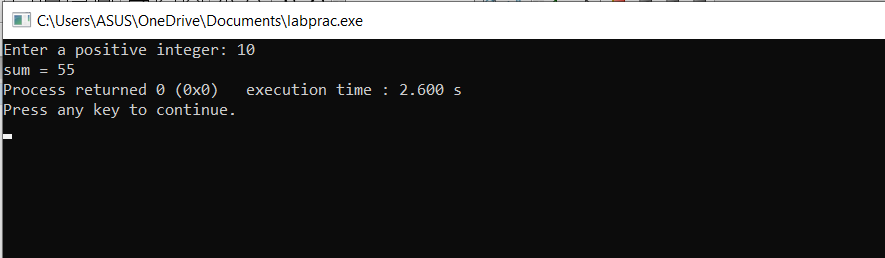 C:\Users\ASUS\OneDrive\Documents\labprac.exe
Enter a positive integer: 10
sum = 55
Process returned 0 (0x0)   execution time : 2.600 s
Press any key to continue.